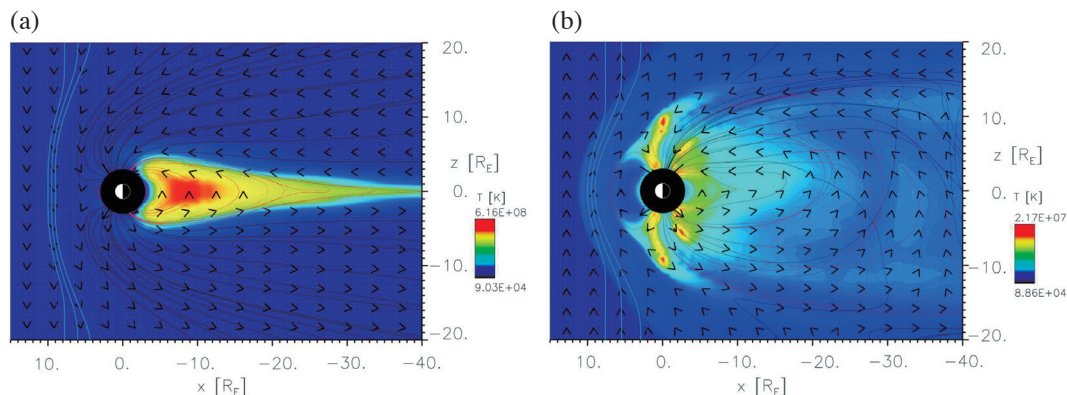 (a)
(b)
20.
10.
z [R_E]
0.
T [K]
6.16E+08
-10.
9.03E+04
-20.
10. 0. -10. -20. -30. -40.
x [R_E]
20.
10.
z [R_E]
0.
T [K]
2.17E+07
-10.
8.86E+04
-20.
10. 0. -10. -20. -30. -40.
x [R_E]